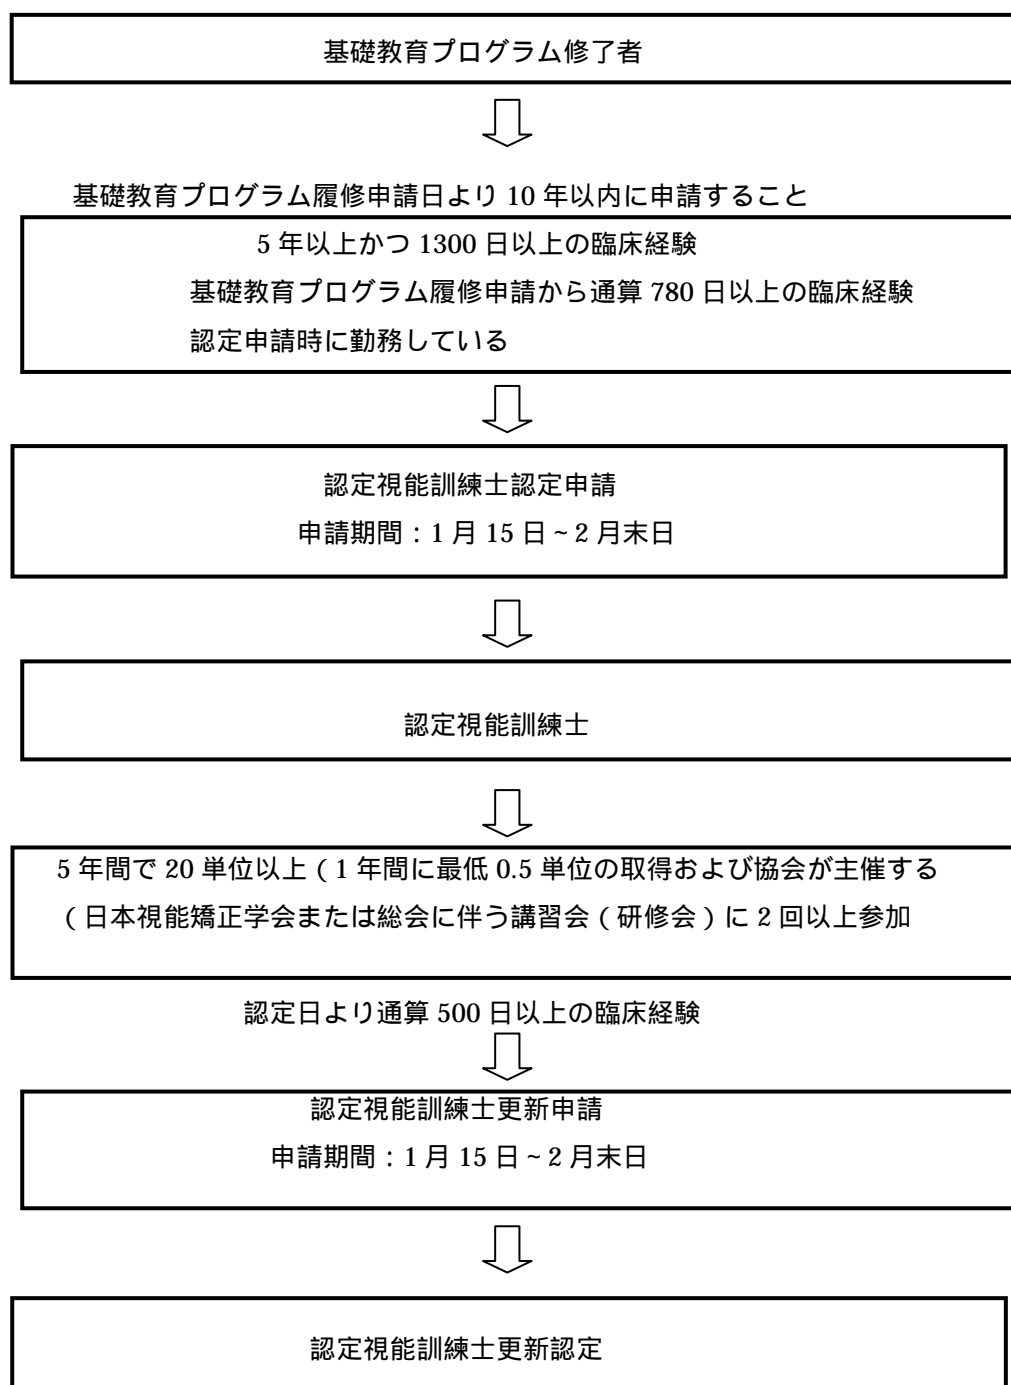 基礎教育プログラム修了者
基礎教育プログラム履修申請日より 10 年以内に申請すること
5 年以上かつ 1300 日以上の臨床経験
基礎教育プログラム履修申請から通算 780 日以上の臨床経験
認定申請時に勤務している
認定視能訓練士認定申請
申請期間：1 月 15 日~2 月末日
認定視能訓練士
5 年間で 20 単位以上（1 年間に最低 0.5 単位の取得および協会が主催する
（日本視能矯正学会または総会に伴う講習会（研修会）に 2 回以上参加
認定日より通算 500 日以上の臨床経験
認定視能訓練士更新申請
申請期間：1 月 15 日~2 月末日
認定視能訓練士更新認定